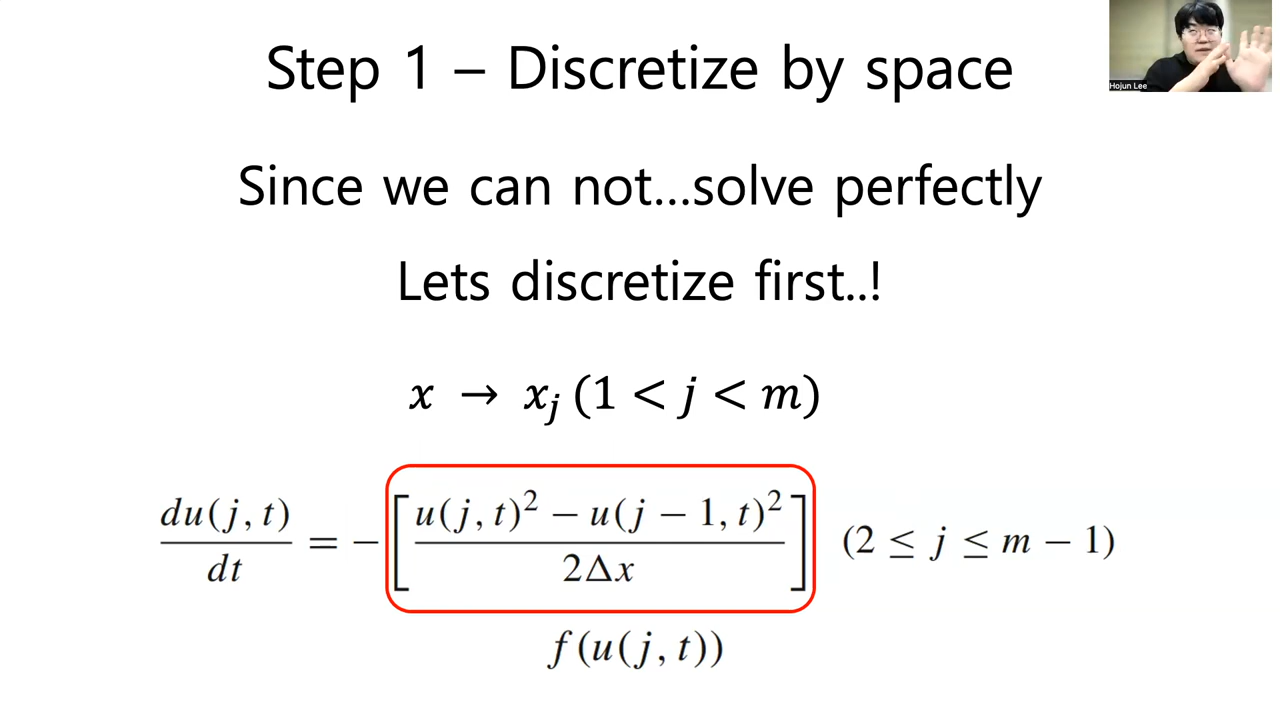 Step 1 – Discretize by space
Hojun Lee
Since we can not...solve perfectly
Lets discretize first..!
x → xⱼ (1 < j < m)
du(j, t)/dt = −[(u(j, t)² − u(j − 1, t)²)/2Δx] (2 ≤ j ≤ m − 1)
f(u(j, t))